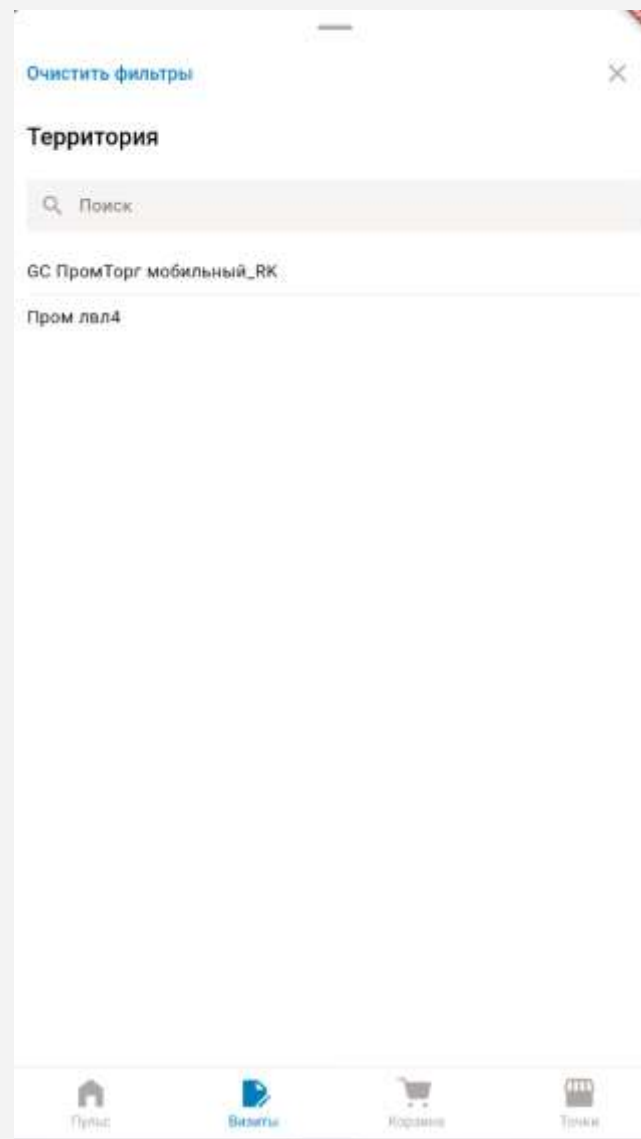 Очистить фильтры
Территория
Поиск
GC ПромТорг мобильный_RK
Пром лвл4
Пульс
Визиты
Корзина
Точки